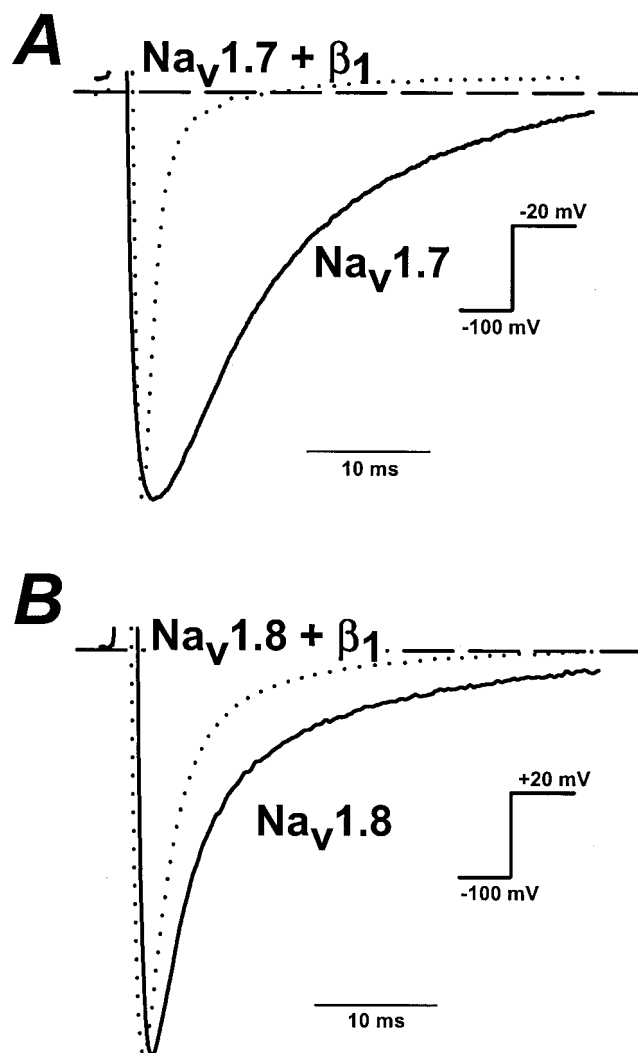 A
Nav1.7 + β1
-20 mV
Nav1.7
-100 mV
10 ms
B
Nav1.8 + β1
+20 mV
Nav1.8
-100 mV
10 ms